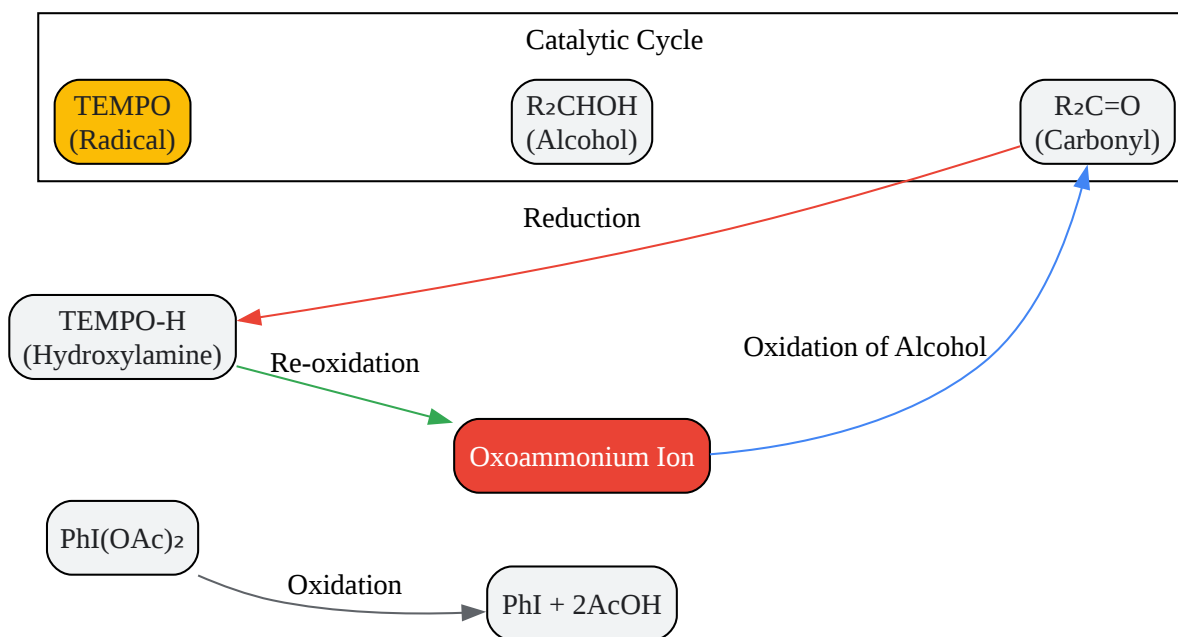 Catalytic Cycle
TEMPO
(Radical)
R₂CHOH
(Alcohol)
R₂C=O
(Carbonyl)
Reduction
TEMPO-H
(Hydroxylamine)
Re-oxidation
Oxidation of Alcohol
Oxoammonium Ion
PhI(OAc)₂
Oxidation
PhI + 2AcOH